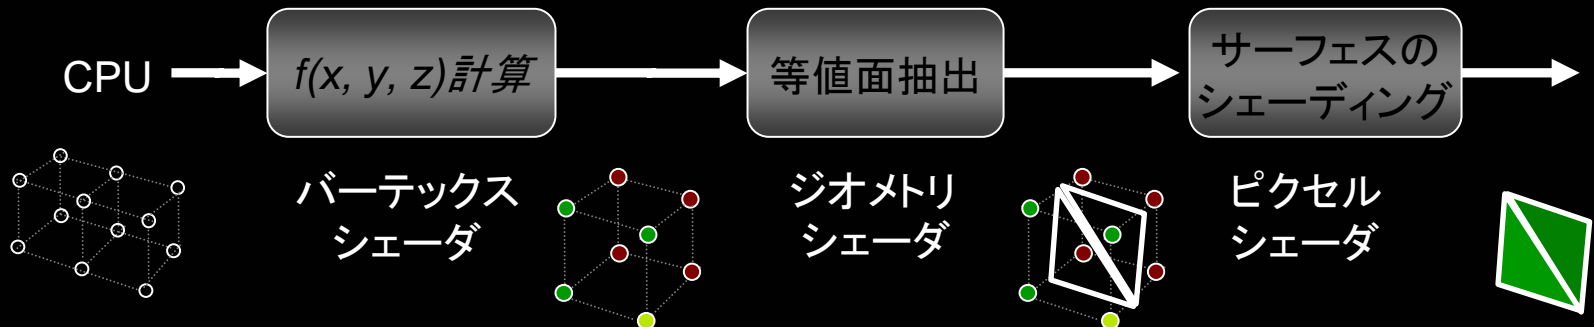 CPU
f(x, y, z)計算
等値面抽出
サーフェスの
シェーディング
バーテックス
シェーダ
ジオメトリ
シェーダ
ピクセル
シェーダ